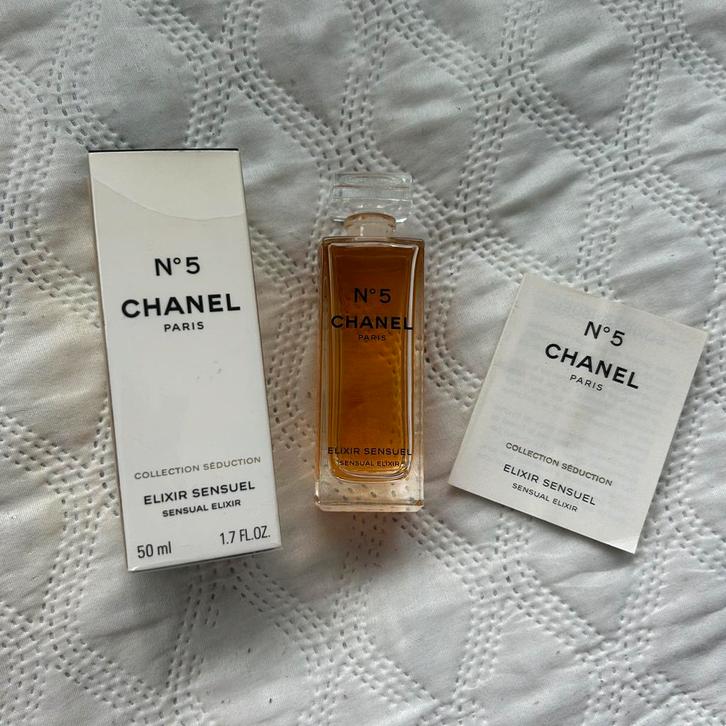 N°5
CHANEL
PARIS
COLLECTION SÉDUCTION
ELIXIR SENSUEL
SENSUAL ELIXIR
50 ml 1.7 FL.OZ.
N°5
CHANEL
PARIS
ELIXIR SENSUEL
SENSUAL ELIXIR
N°5
CHANEL
PARIS
COLLECTION SÉDUCTION
ELIXIR SENSUEL
SENSUAL ELIXIR